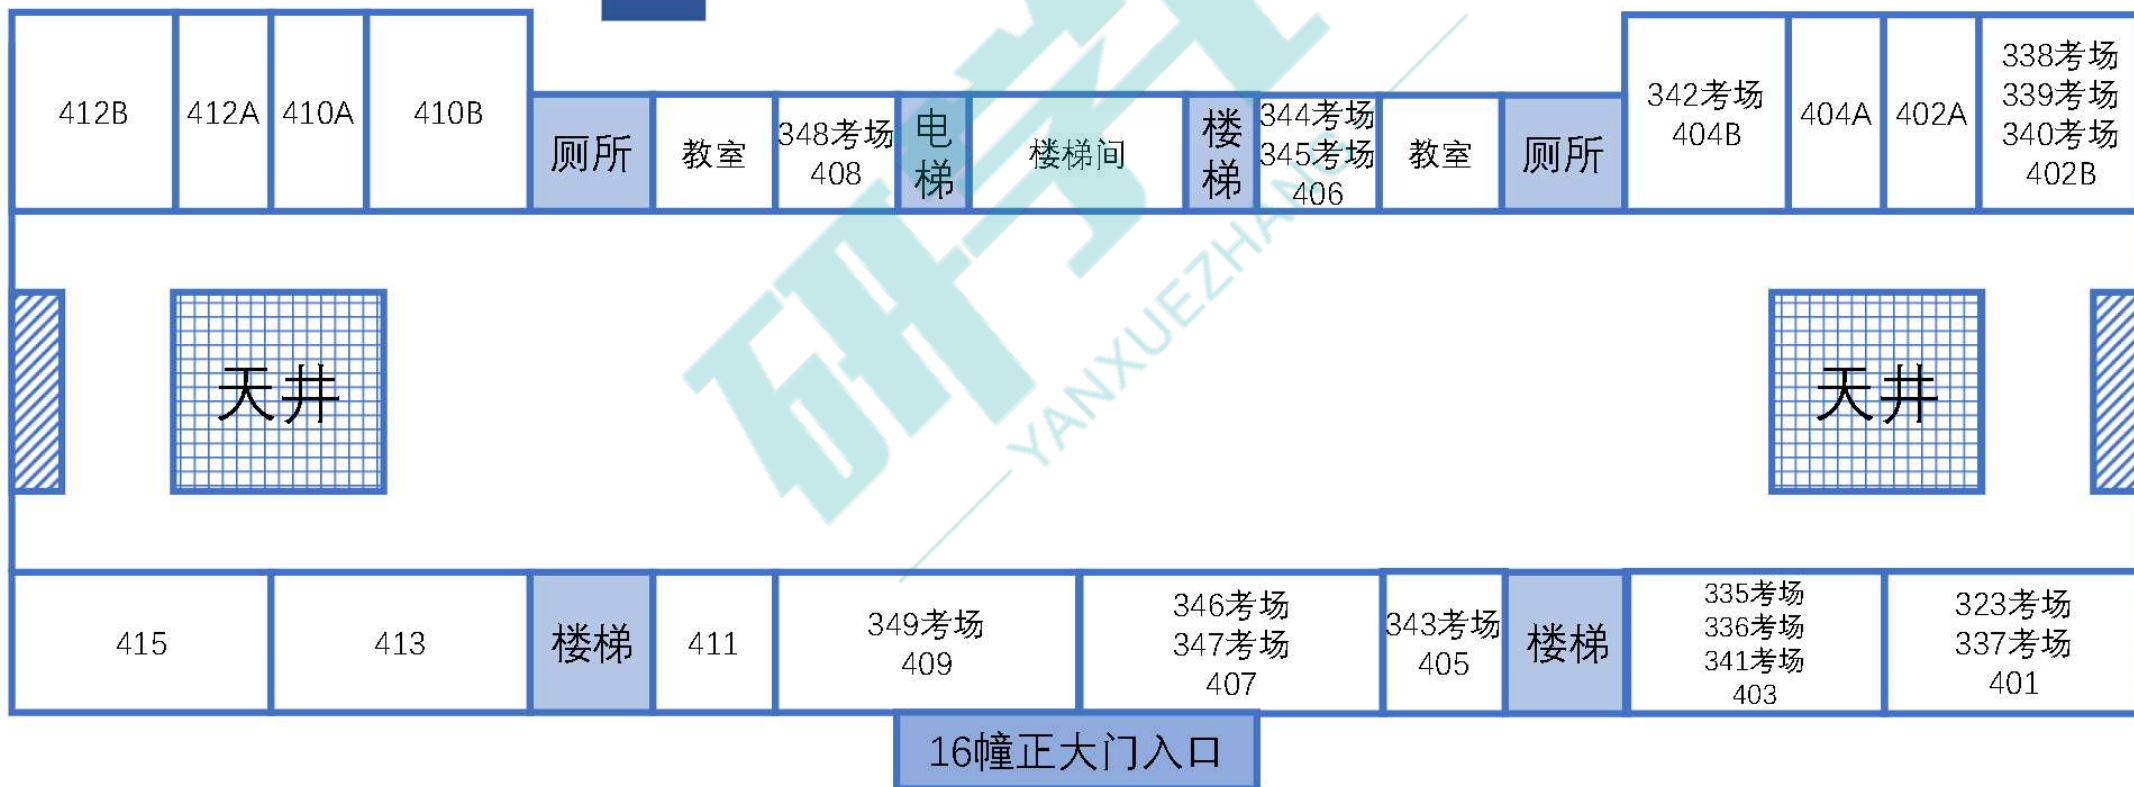 412B
412A
410A
410B
厕所
教室
348考场
408
电
梯
楼梯间
楼
梯
344考场
345考场
406
教室
厕所
342考场
404B
404A
402A
338考场
339考场
340考场
402B
天井
天井
研学
YANXUEZHANG
415
413
楼梯
411
349考场
409
346考场
347考场
407
343考场
405
楼梯
335考场
336考场
341考场
403
323考场
337考场
401
16幢正大门入口